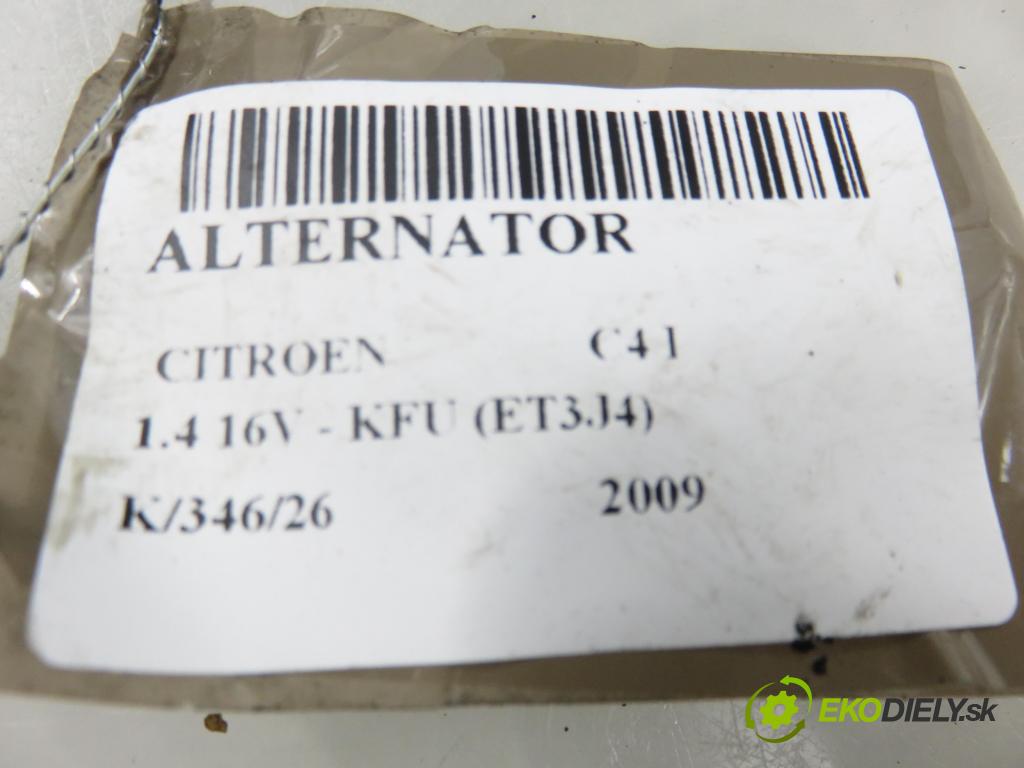 ALTERNATOR
CITROEN C4 I
1.4 16V - KFU (ET3J4)
K/346/26 2009
EKODIELY.sk